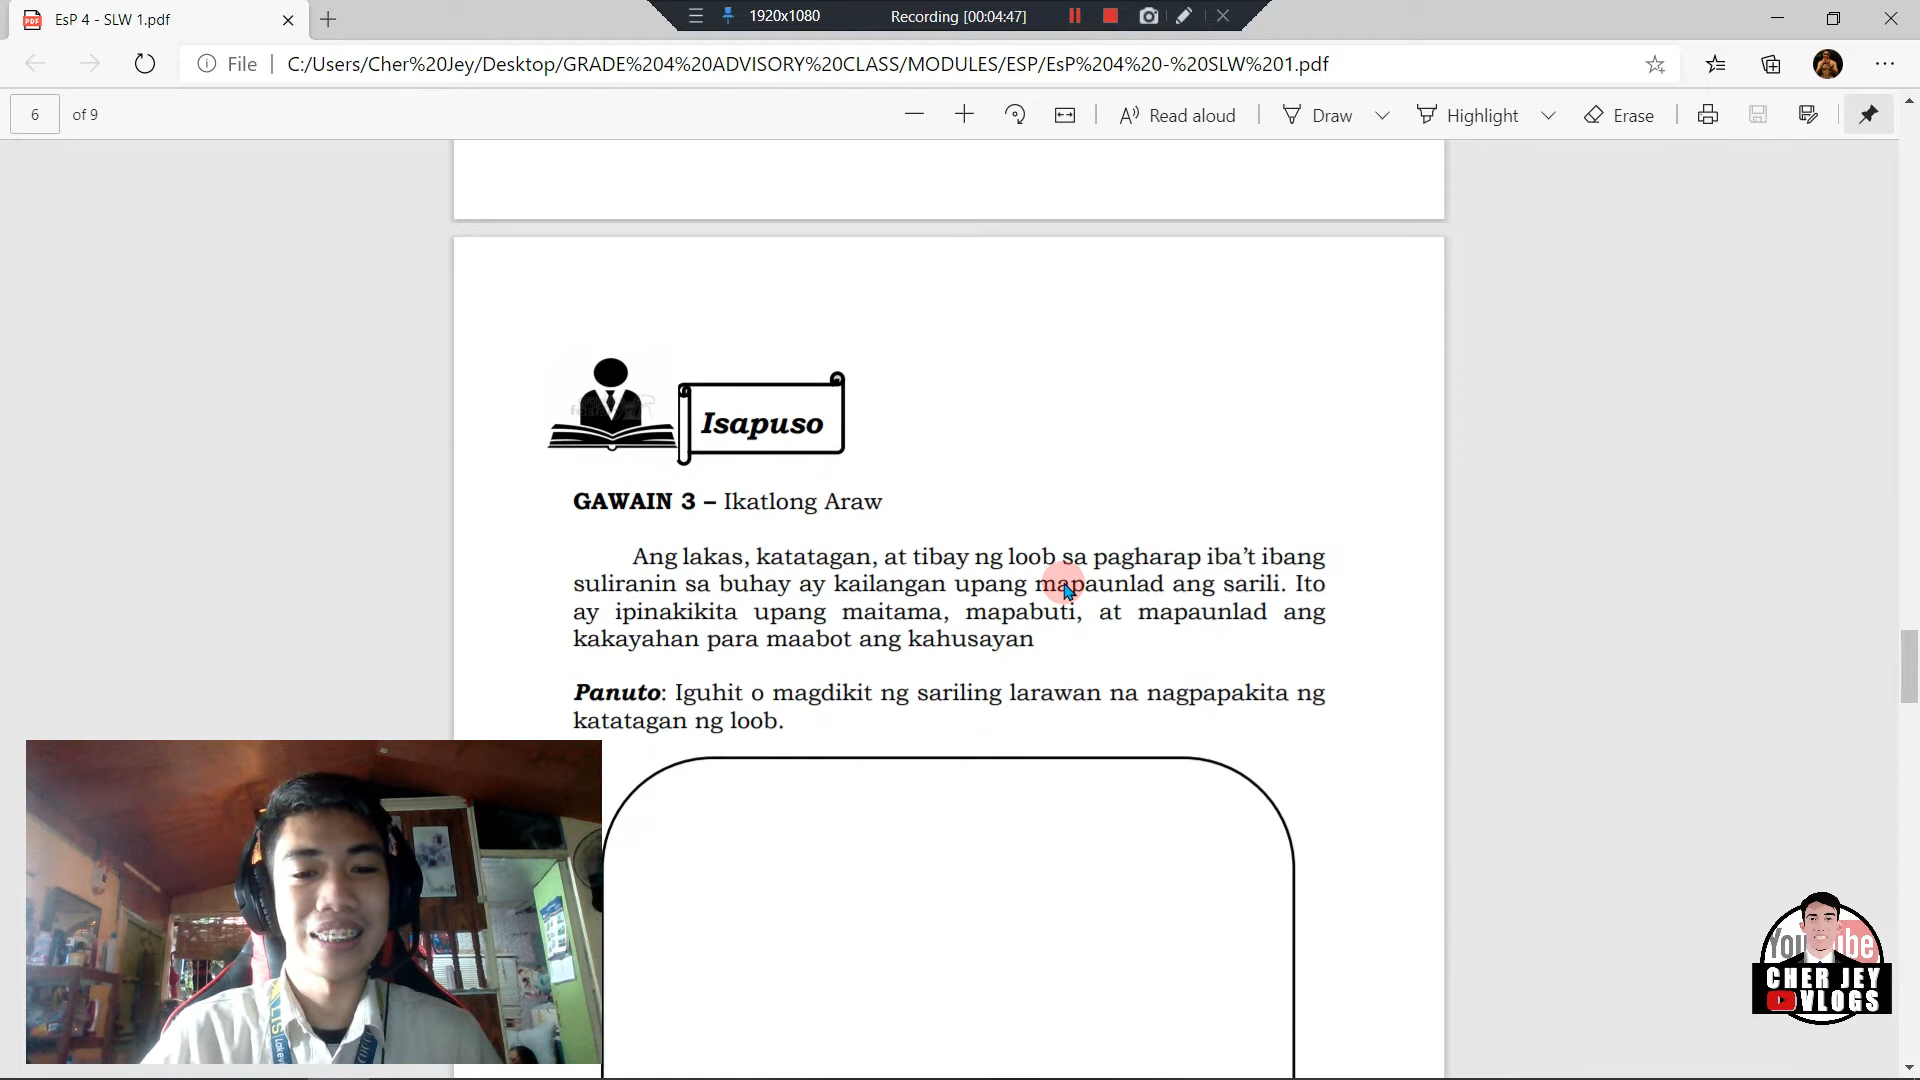 EsP 4 - SLW 1.pdf
1920x1080
Recording [00:04:47]
File
C:/Users/Cher%20Jey/Desktop/GRADE%204%20ADVISORY%20CLASS/MODULES/ESP/EsP%204%20-%20SLW%201.pdf
6 of 9
Read aloud
Draw
Highlight
Erase
Isapuso
GAWAIN 3 – Ikatlong Araw
Ang lakas, katatagan, at tibay ng loob sa pagharap iba’t ibang
suliranin sa buhay ay kailangan upang mapaunlad ang sarili. Ito
ay ipinakikita upang maitama, mapabuti, at mapaunlad ang
kakayahan para maabot ang kahusayan
Panuto: Iguhit o magdikit ng sariling larawan na nagpapakita ng
katatagan ng loob.
CHER JEY
VLOGS